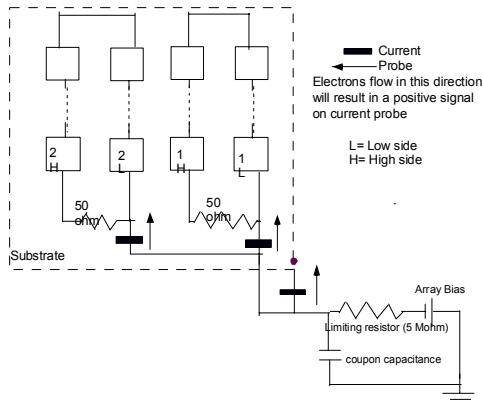 Current
Probe
Electrons flow in this direction
will result in a positive signal
on current probe
L= Low side
H= High side
2
H
2
L
1
H
1
L
50
ohm
50
ohm
Substrate
Array Bias
Limiting resistor (5 Mohm)
coupon capacitance